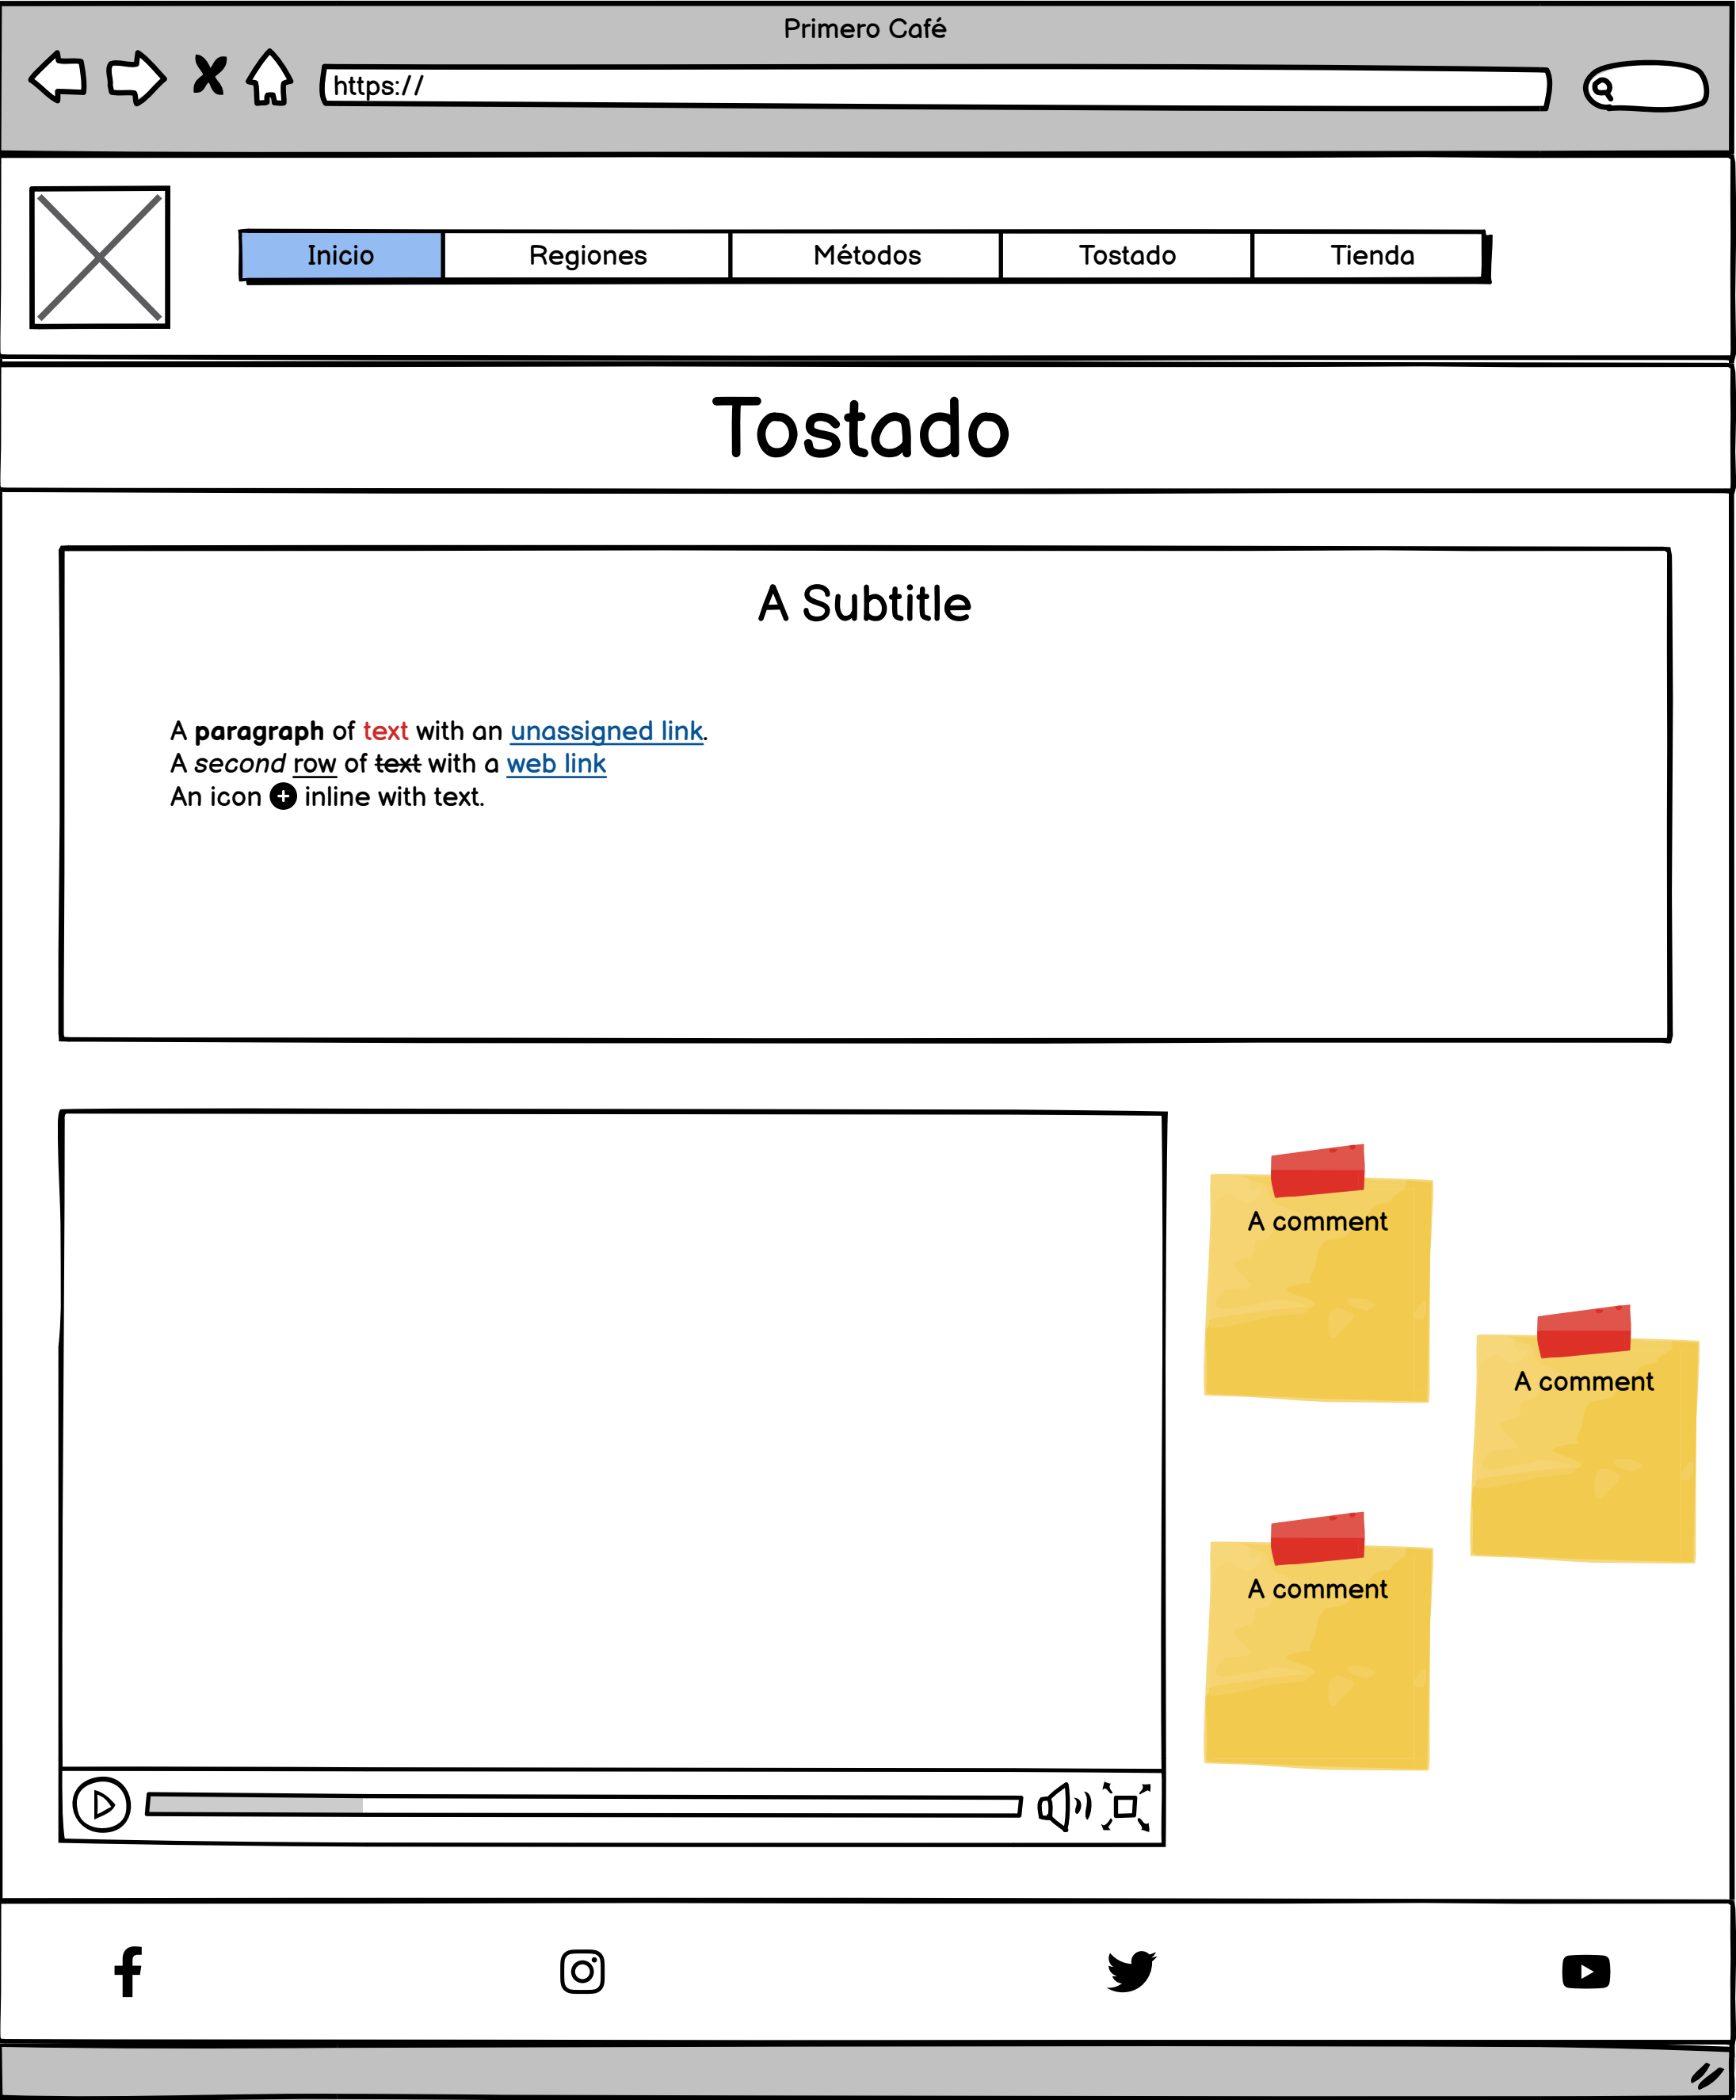 Primero Café
https://
Inicio Regiones Métodos Tostado Tienda
Tostado
A Subtitle
A paragraph of text with an unassigned link.
A second row of text with a web link
An icon inline with text.
A comment
A comment
A comment